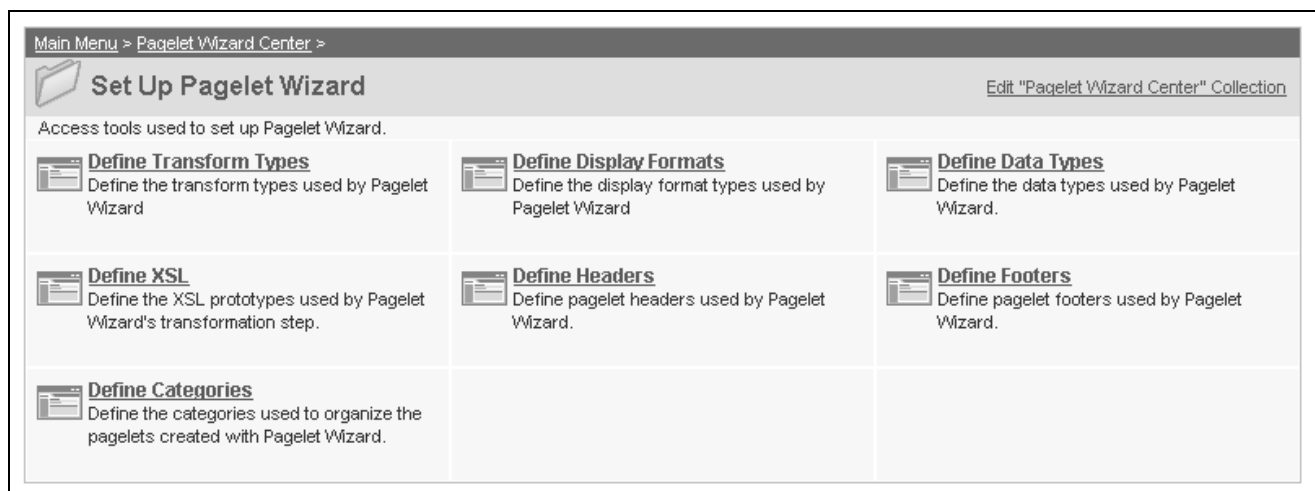 Main Menu > Pagelet Wizard Center >
Set Up Pagelet Wizard
Edit "Pagelet Wizard Center" Collection
Access tools used to set up Pagelet Wizard.
Define Transform Types
Define the transform types used by Pagelet
Wizard
Define Display Formats
Define the display format types used by
Pagelet Wizard
Define Data Types
Define the data types used by Pagelet
Wizard.
Define XSL
Define the XSL prototypes used by Pagelet
Wizard's transformation step.
Define Headers
Define pagelet headers used by Pagelet
Wizard.
Define Footers
Define pagelet footers used by Pagelet
Wizard.
Define Categories
Define the categories used to organize the
pagelets created with Pagelet Wizard.